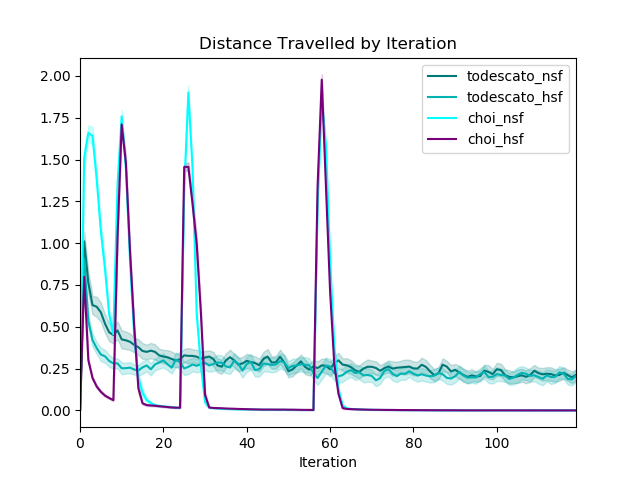 Distance Travelled by Iteration
2.00
1.75
1.50
1.25
1.00
0.75
0.50
0.25
0.00
0
20
40
60
80
100
Iteration
todescato_nsf
todescato_hsf
choi_nsf
choi_hsf